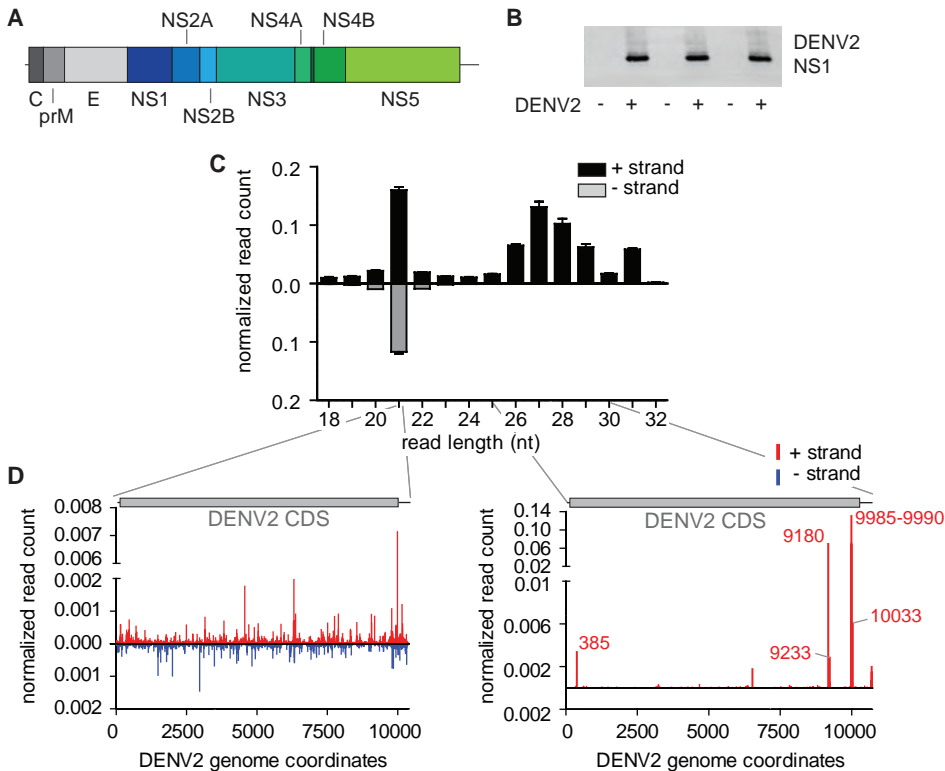 A
NS2A NS4A NS4B
C prM E NS1 NS2B NS3 NS5
B
DENV2
NS1
DENV2 - + - + - +
C
+ strand
- strand
normalized read count
0.2
0.1
0.0
0.1
0.2
18 20 22 24 26 28 30 32
read length (nt)
+ strand
- strand
D
DENV2 CDS
normalized read count
0.008
0.007
0.006
0.002
0.001
0.000
0.001
0.002
0 2500 5000 7500 10000
DENV2 genome coordinates
DENV2 CDS
normalized read count
0.14
0.10
0.06
0.02
0.01
0.006
0.002
0.002
385
9180
9985-9990
9233
10033
0 2500 5000 7500 10000
DENV2 genome coordinates